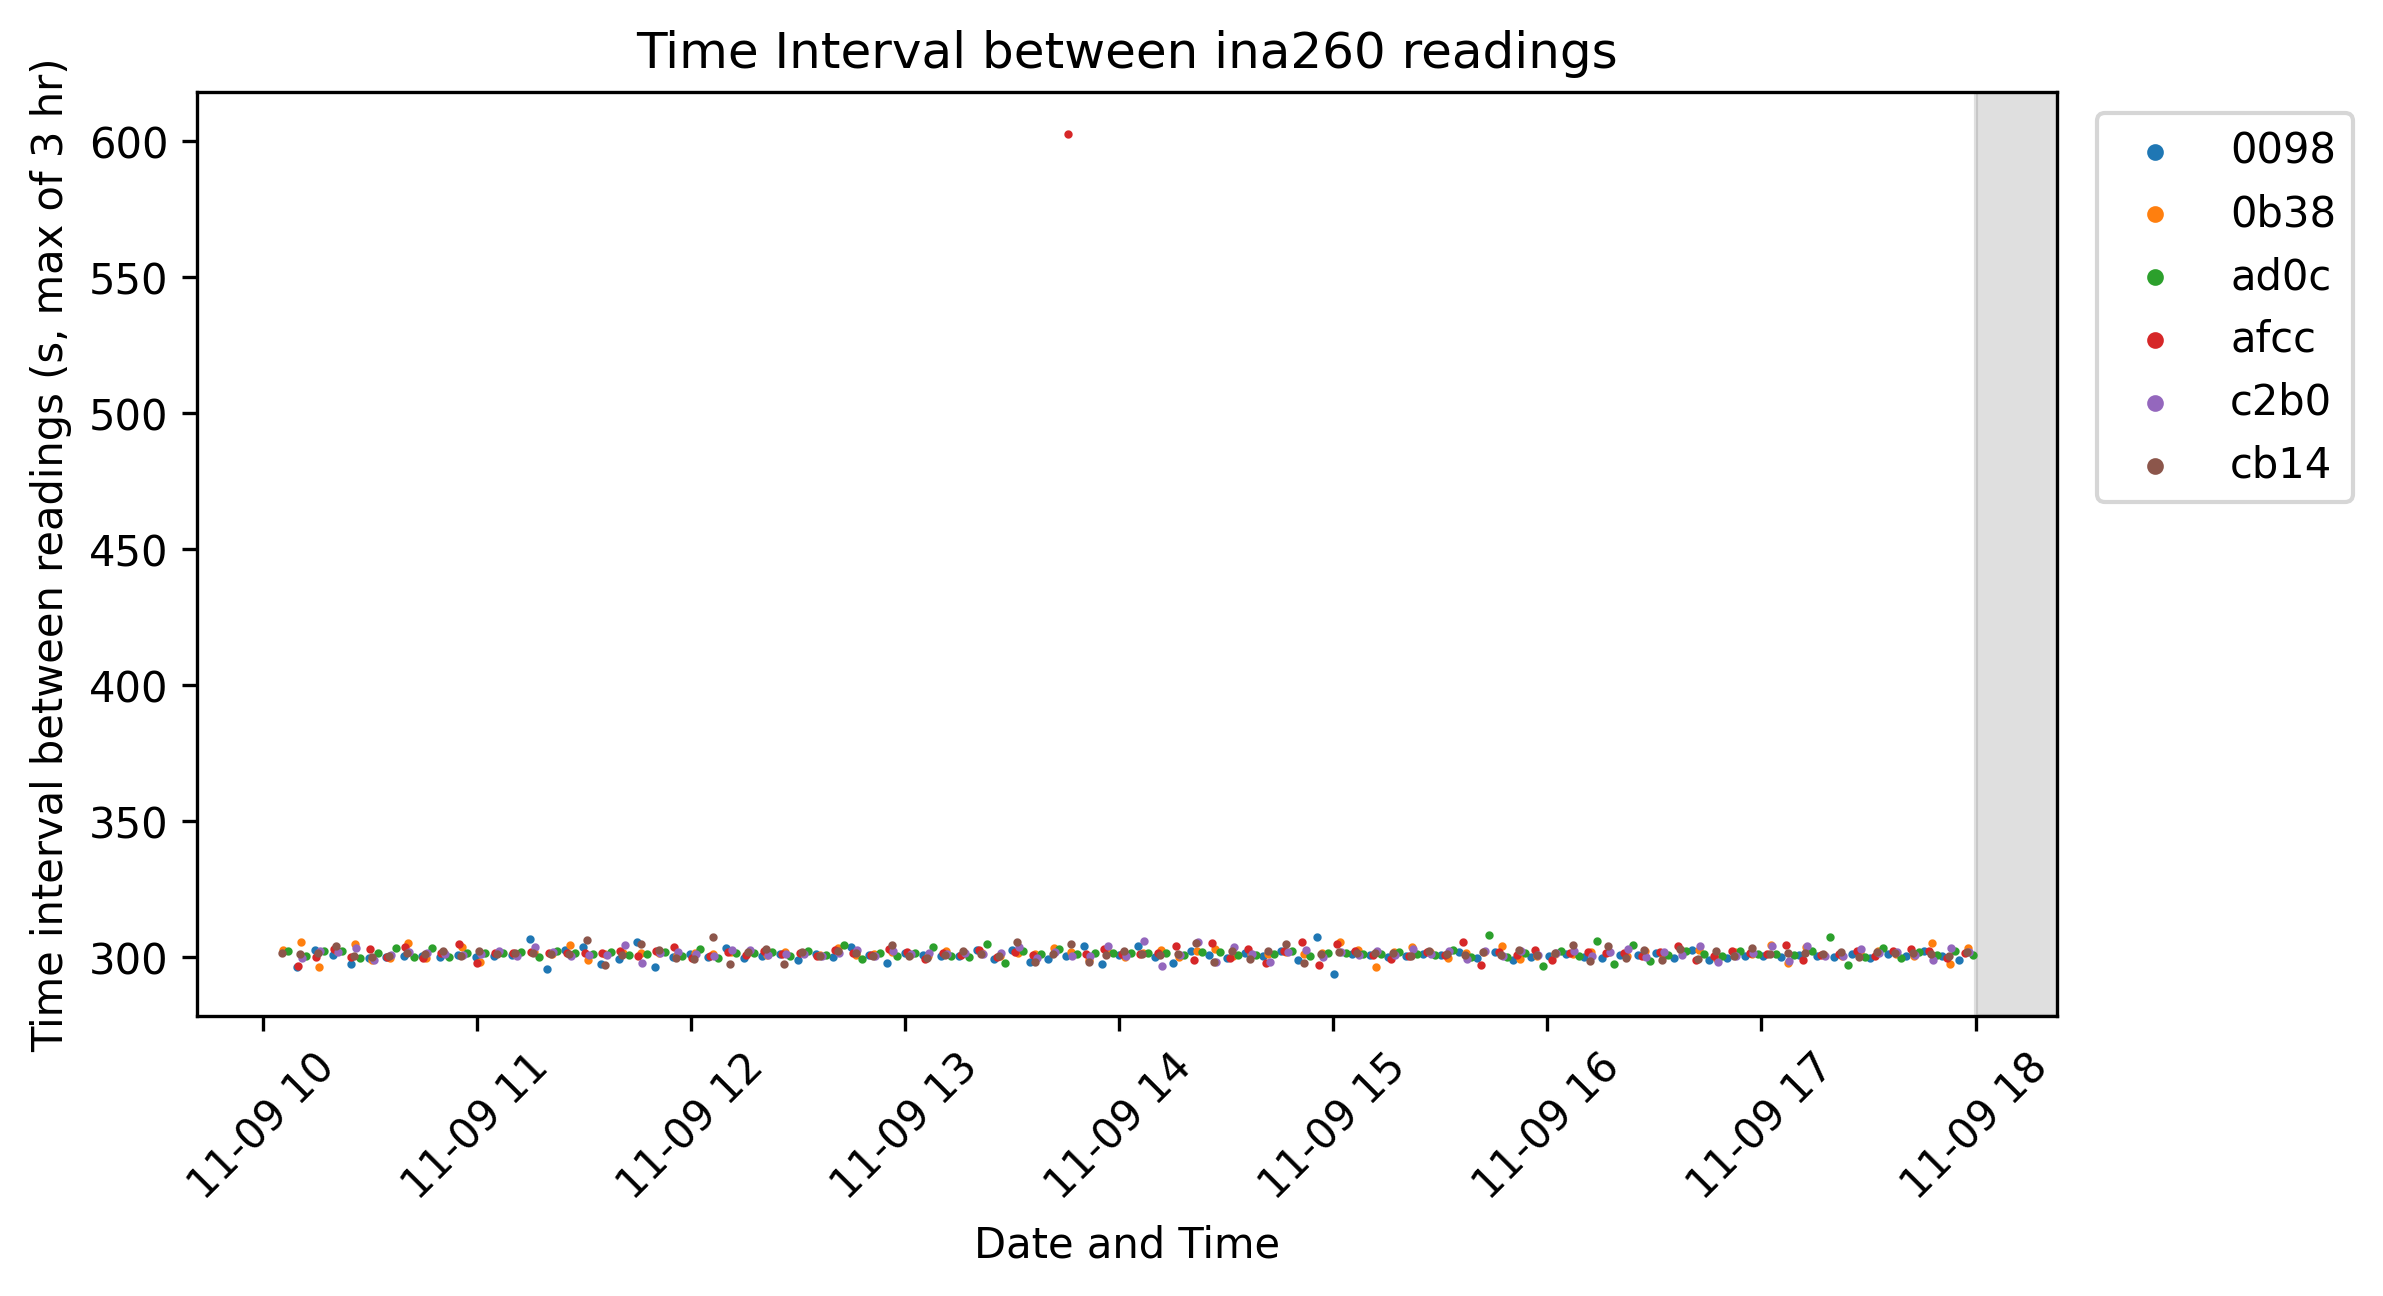 Time Interval between ina260 readings
Time interval between readings (s, max of 3 hr)
600
550
500
450
400
350
300
11-09 10
11-09 11
11-09 12
11-09 13
11-09 14
11-09 15
11-09 16
11-09 17
11-09 18
Date and Time
0098
0b38
ad0c
afcc
c2b0
cb14